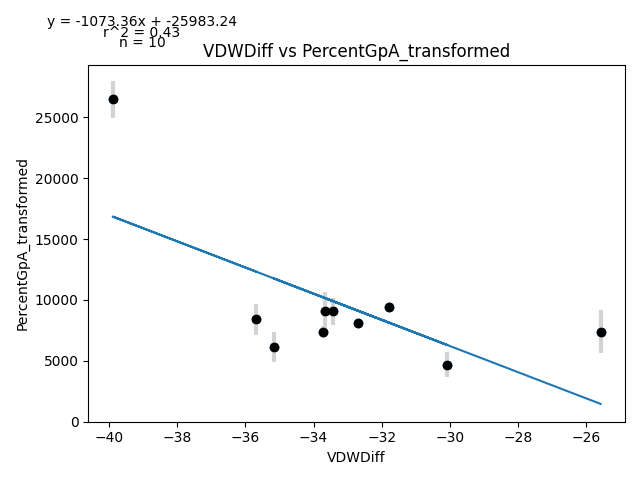 y = -1073.36x + -25983.24
r^2 = 0.43
n = 10
VDWDiff vs PercentGpA_transformed
PercentGpA_transformed
25000
20000
15000
10000
5000
0
−40
−38
−36
−34
−32
−30
−28
−26
VDWDiff